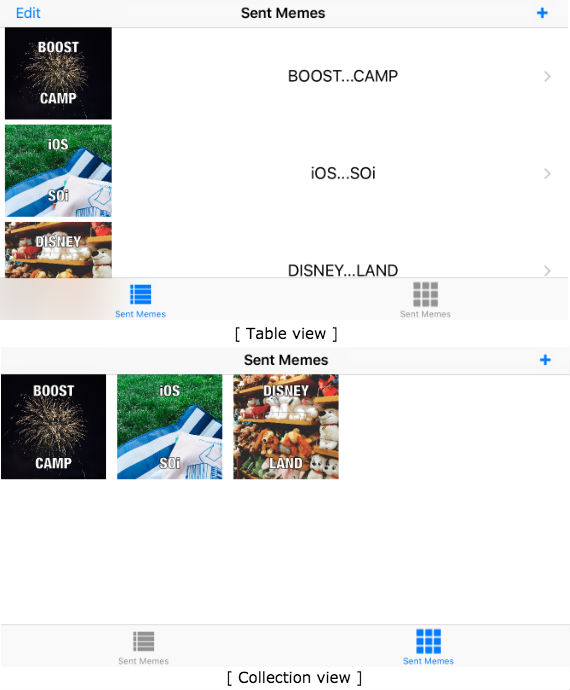 Edit Sent Memes +
BOOST
CAMP
BOOST...CAMP
iOS
SOi
iOS...SOi
DISNEY
DISNEY...LAND
Sent Memes Sent Memes
[ Table view ]
Sent Memes +
BOOST iOS DISNEY
CAMP SOi LAND
Sent Memes Sent Memes
[ Collection view ]